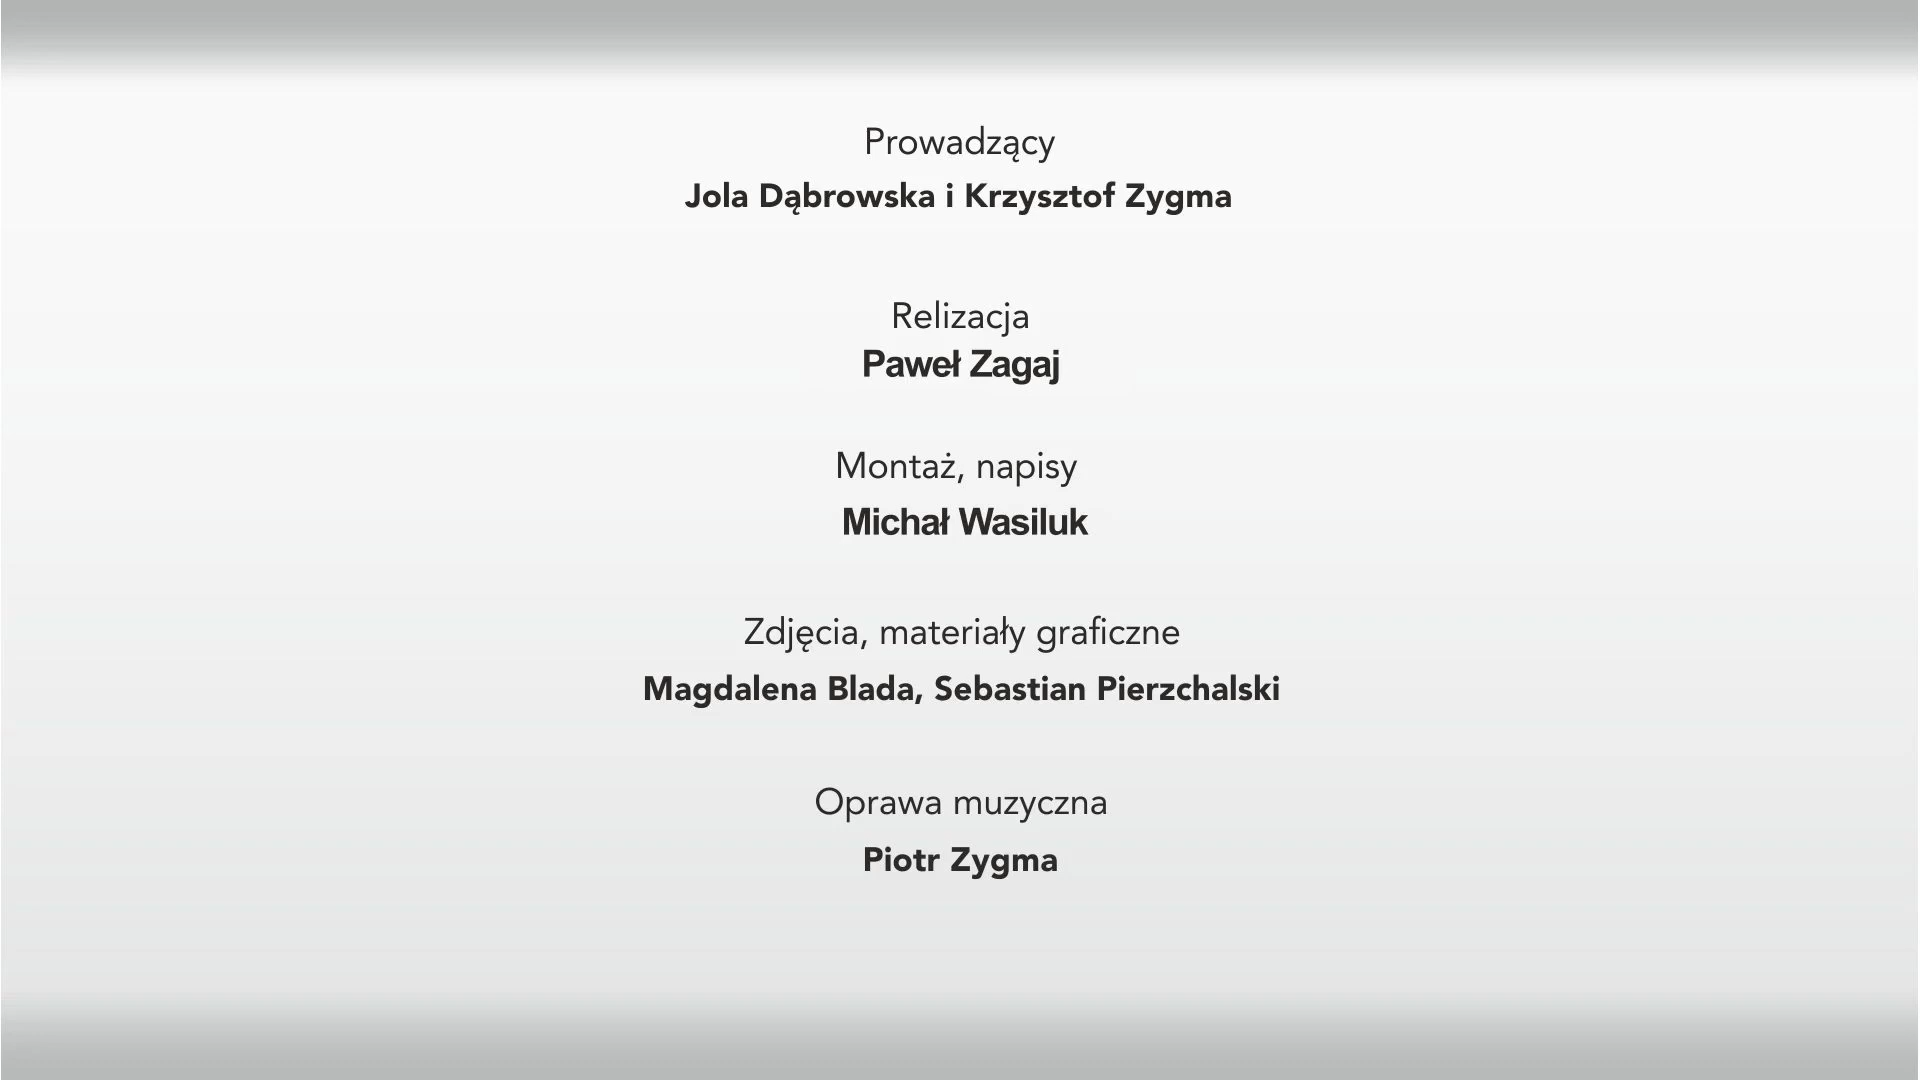 Prowadzący
Jola Dąbrowska i Krzysztof Zygma
Relizacja
Paweł Zagaj
Montaż, napisy
Michał Wasiluk
Zdjęcia, materiały graficzne
Magdalena Blada, Sebastian Pierzchalski
Oprawa muzyczna
Piotr Zygma